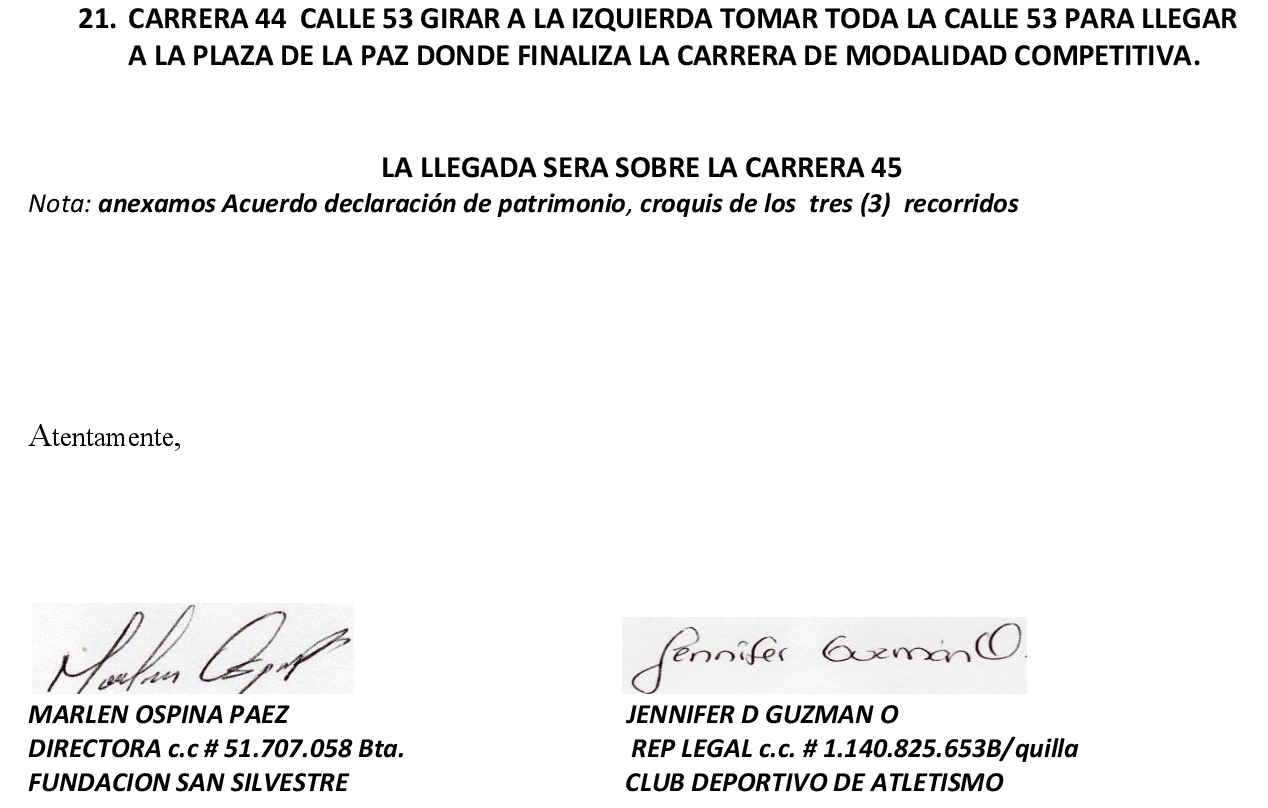 21. CARRERA 44 CALLE 53 GIRAR A LA IZQUIERDA TOMAR TODA LA CALLE 53 PARA LLEGAR
A LA PLAZA DE LA PAZ DONDE FINALIZA LA CARRERA DE MODALIDAD COMPETITIVA.
LA LLEGADA SERA SOBRE LA CARRERA 45
Nota: anexamos Acuerdo declaración de patrimonio, croquis de los tres (3) recorridos
Atentamente,
Marlen Ospina
Jennifer Guzmán O.
MARLEN OSPINA PAEZ
JENNIFER D GUZMAN O
DIRECTORA c.c # 51.707.058 Bta.
REP LEGAL c.c. # 1.140.825.653B/quilla
FUNDACION SAN SILVESTRE
CLUB DEPORTIVO DE ATLETISMO